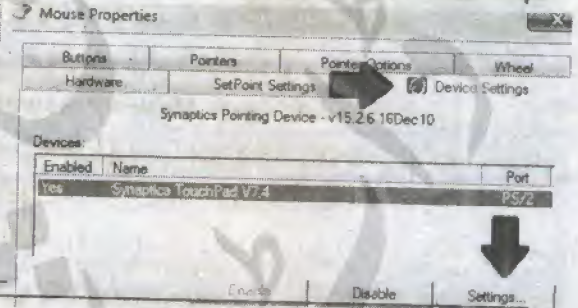 Mouse Properties
Buttons Pointers Pointer Options Wheel
Hardware SetPoint Settings Device Settings
Synaptics Pointing Device - v15.2.6 16Dec10
Devices:
Enabled Name Port
Yes Synaptics TouchPad V7.4 PS/2
Enable Disable Settings...